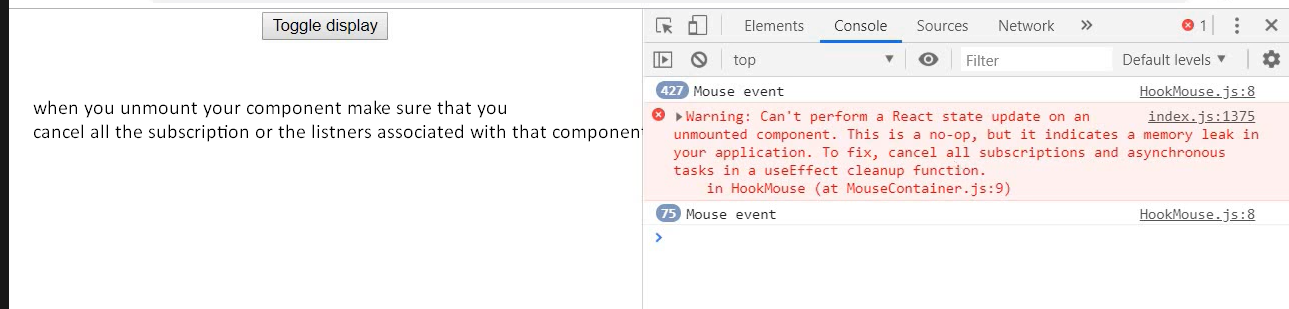 Toggle display
when you unmount your component make sure that you
cancel all the subscription or the listners associated with that component
Elements Console Sources Network » 1
top Filter Default levels
427 Mouse event HookMouse.js:8
Warning: Can't perform a React state update on an index.js:1375
unmounted component. This is a no-op, but it indicates a memory leak in
your application. To fix, cancel all subscriptions and asynchronous
tasks in a useEffect cleanup function.
in HookMouse (at MouseContainer.js:9)
75 Mouse event HookMouse.js:8